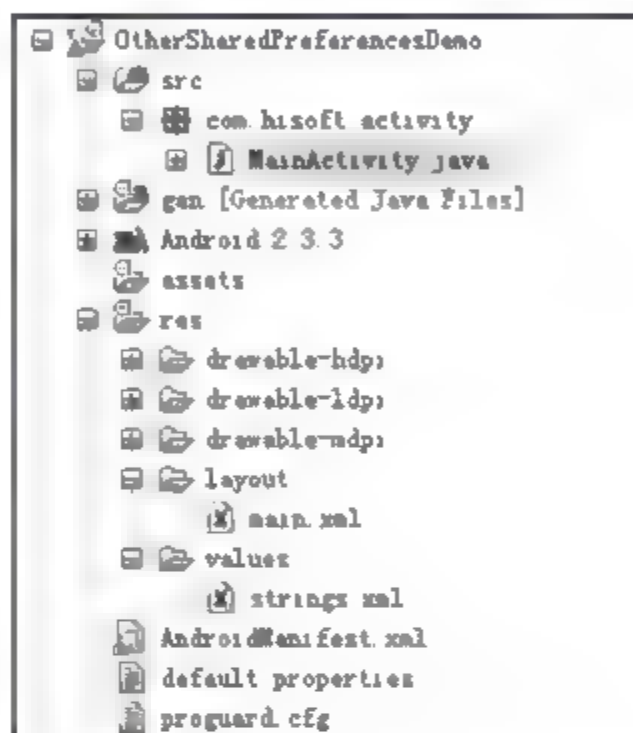 OtherSharedPreferencesDemo
src
com.hisoft.activity
MainActivity.java
gen [Generated Java Files]
Android 2.3.3
assets
res
drawable-hdpi
drawable-ldpi
drawable-mdpi
layout
main.xml
values
strings.xml
AndroidManifest.xml
default.properties
proguard.cfg